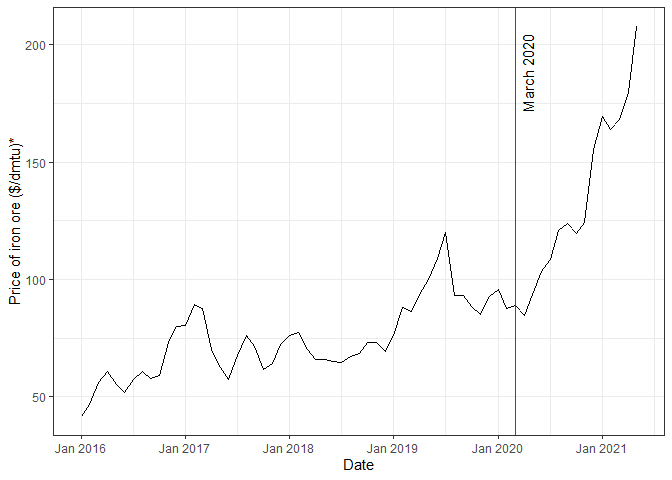 March 2020
200
150
100
50
Price of iron ore ($/dmtu)*
Jan 2016
Jan 2017
Jan 2018
Jan 2019
Jan 2020
Jan 2021
Date